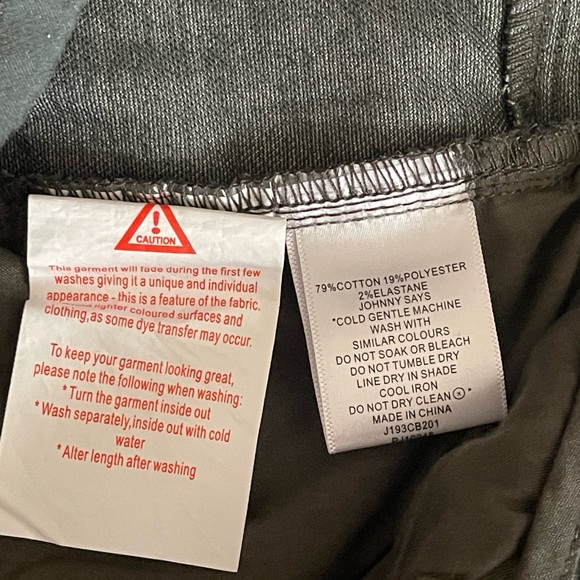 CAUTION
This garment will fade during the first few
washes giving it a unique and individual
appearance - this is a feature of the fabric.
lighter coloured surfaces and
clothing,as some dye transfer may occur.
To keep your garment looking great,
please note the following when washing:
* Turn the garment inside out
* Wash separately,inside out with cold
water
* Alter length after washing
79%COTTON 19%POLYESTER
2%ELASTANE
JOHNNY SAYS
*COLD GENTLE MACHINE
WASH WITH
SIMILAR COLOURS
DO NOT SOAK OR BLEACH
DO NOT TUMBLE DRY
LINE DRY IN SHADE
COOL IRON
DO NOT DRY CLEAN ⓧ*
MADE IN CHINA
J193CB201